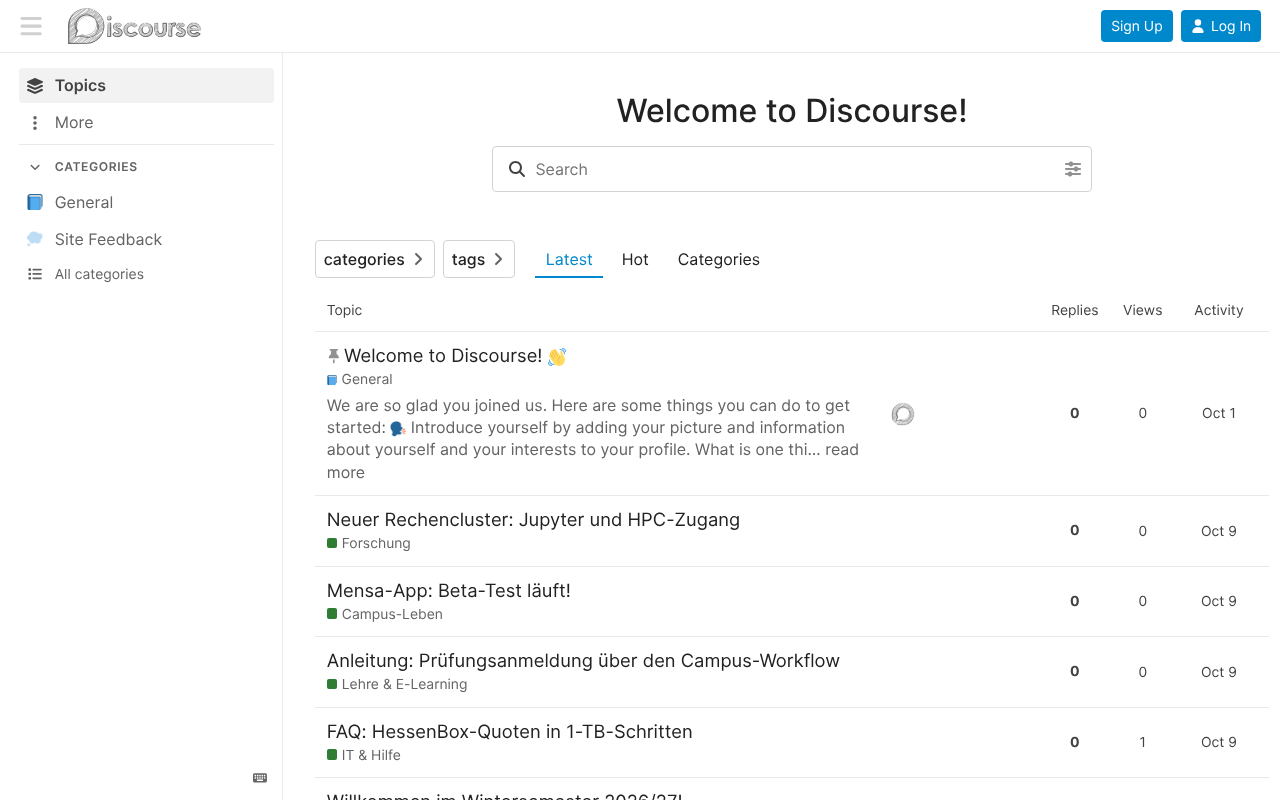 Discourse
Sign Up
Log In
Topics
More
CATEGORIES
General
Site Feedback
All categories
Welcome to Discourse!
Search
categories
tags
Latest
Hot
Categories
Topic
Replies
Views
Activity
Welcome to Discourse!
General
We are so glad you joined us. Here are some things you can do to get
started: Introduce yourself by adding your picture and information
about yourself and your interests to your profile. What is one thi… read
more
0
0
Oct 1
Neuer Rechencluster: Jupyter und HPC-Zugang
Forschung
0
0
Oct 9
Mensa-App: Beta-Test läuft!
Campus-Leben
0
0
Oct 9
Anleitung: Prüfungsanmeldung über den Campus-Workflow
Lehre & E-Learning
0
0
Oct 9
FAQ: HessenBox-Quoten in 1-TB-Schritten
IT & Hilfe
0
1
Oct 9
Willkommen im Wintersemester 2026/27!